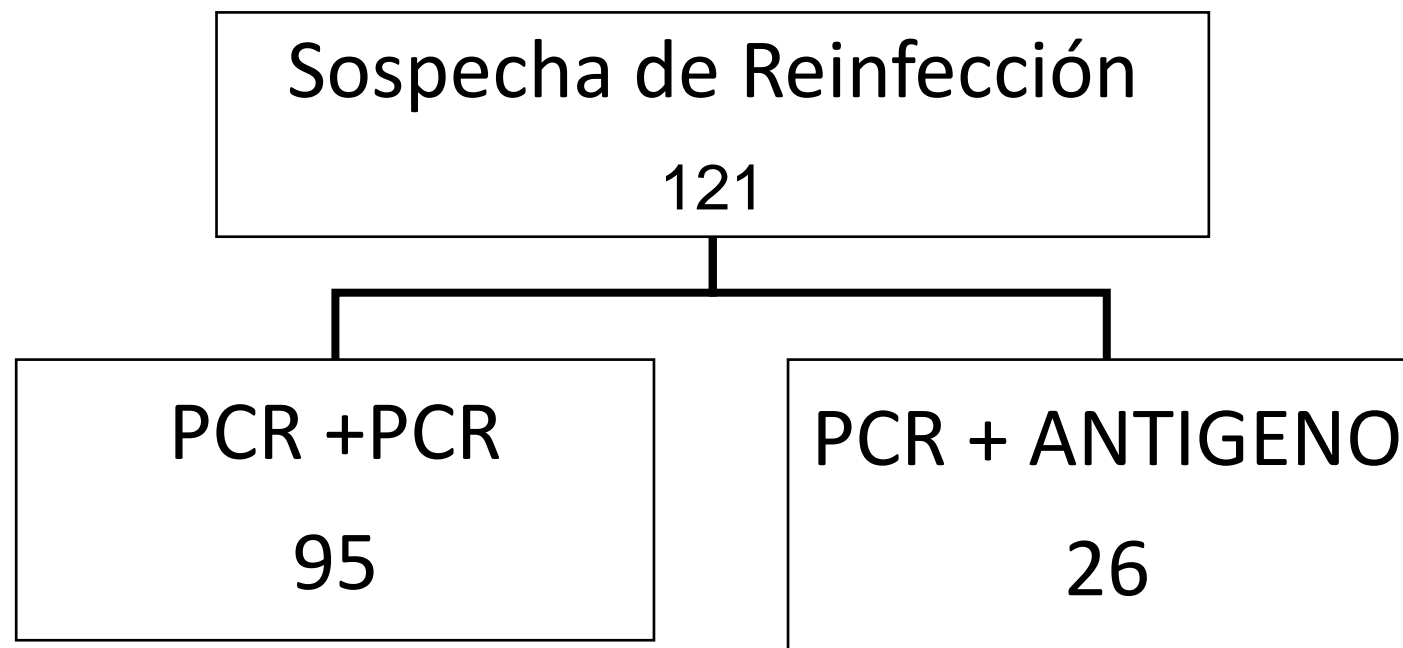 Sospecha de Reinfección
121
PCR +PCR
95
PCR + ANTIGENO
26